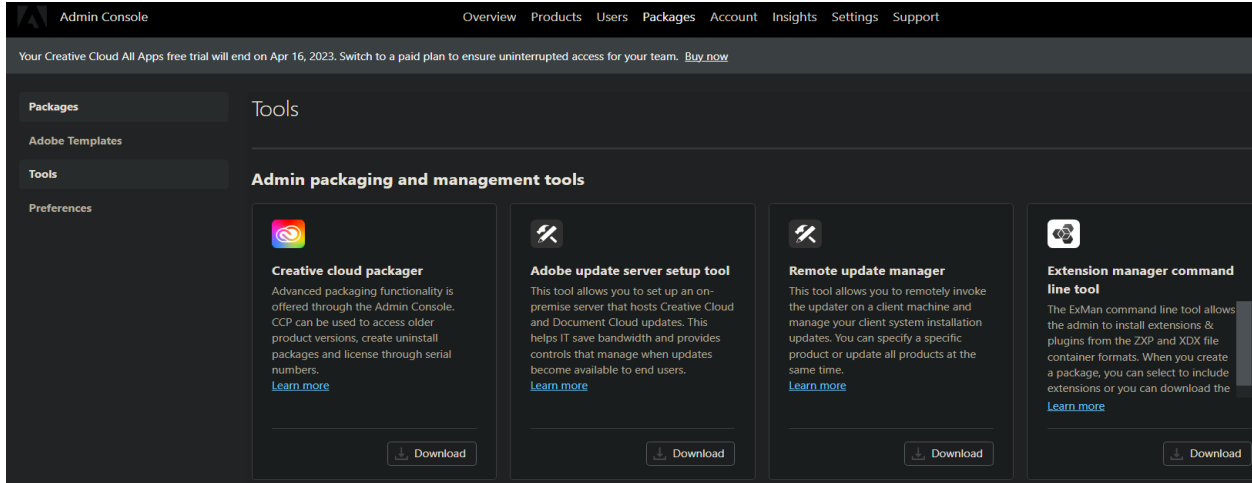 Admin Console
Overview Products Users Packages Account Insights Settings Support
Your Creative Cloud All Apps free trial will end on Apr 16, 2023. Switch to a paid plan to ensure uninterrupted access for your team. Buy now
Packages
Adobe Templates
Tools
Preferences
Tools
Admin packaging and management tools
Creative cloud packager
Advanced packaging functionality is
offered through the Admin Console.
CCP can be used to access older
product versions, create uninstall
packages and license through serial
numbers.
Learn more
Download
Adobe update server setup tool
This tool allows you to set up an on-
premise server that hosts Creative Cloud
and Document Cloud updates. This
helps IT save bandwidth and provides
controls that manage when updates
become available to end users.
Learn more
Download
Remote update manager
This tool allows you to remotely invoke
the updater on a client machine and
manage your client system installation
updates. You can specify a specific
product or update all products at the
same time.
Learn more
Download
Extension manager command
line tool
The ExMan command line tool allows
the admin to install extensions &
plugins from the ZXP and XDX file
container formats. When you create
a package, you can select to include
extensions or you can download the
Learn more
Download